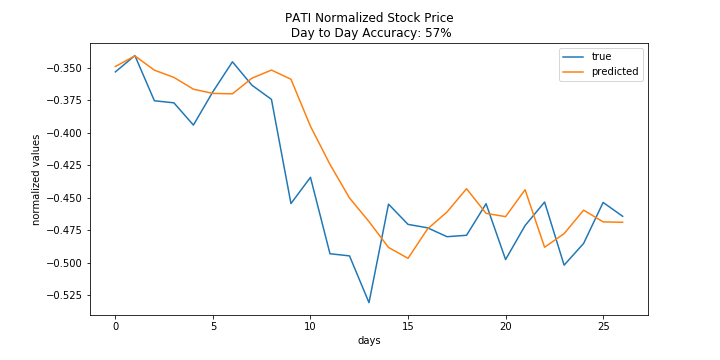 PATI Normalized Stock Price
Day to Day Accuracy: 57%
true
predicted
−0.350
−0.375
−0.400
−0.425
−0.450
−0.475
−0.500
−0.525
normalized values
0 5 10 15 20 25
days